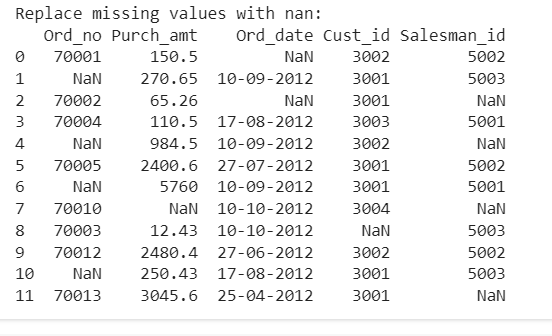 Replace missing values with nan:
Ord_no Purch_amt Ord_date Cust_id Salesman_id
0 70001 150.5 NaN 3002 5002
1 NaN 270.65 10-09-2012 3001 5003
2 70002 65.26 NaN 3001 NaN
3 70004 110.5 17-08-2012 3003 5001
4 NaN 984.5 10-09-2012 3002 NaN
5 70005 2400.6 27-07-2012 3001 5002
6 NaN 5760 10-09-2012 3001 5001
7 70010 NaN 10-10-2012 3004 NaN
8 70003 12.43 10-10-2012 NaN 5003
9 70012 2480.4 27-06-2012 3002 5002
10 NaN 250.43 17-08-2012 3001 5003
11 70013 3045.6 25-04-2012 3001 NaN